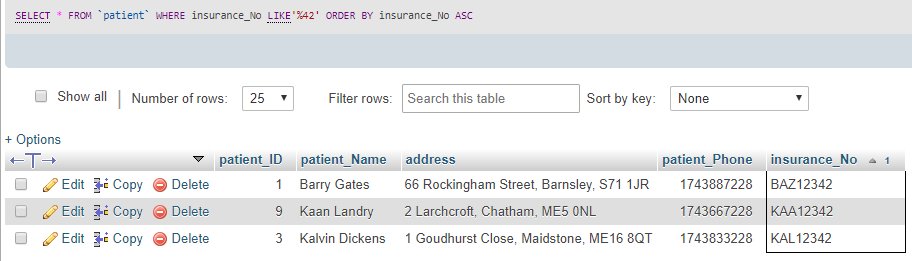 SELECT * FROM `patient` WHERE insurance_No LIKE'%42' ORDER BY insurance_No ASC
Show all Number of rows: 25 Filter rows: Search this table Sort by key: None
+ Options
patient_ID patient_Name address patient_Phone insurance_No 1
Edit Copy Delete 1 Barry Gates 66 Rockingham Street, Barnsley, S71 1JR 1743887228 BAZ12342
Edit Copy Delete 9 Kaan Landry 2 Larchcroft, Chatham, ME5 0NL 1743667228 KAA12342
Edit Copy Delete 3 Kalvin Dickens 1 Goudhurst Close, Maidstone, ME16 8QT 1743833228 KAL12342